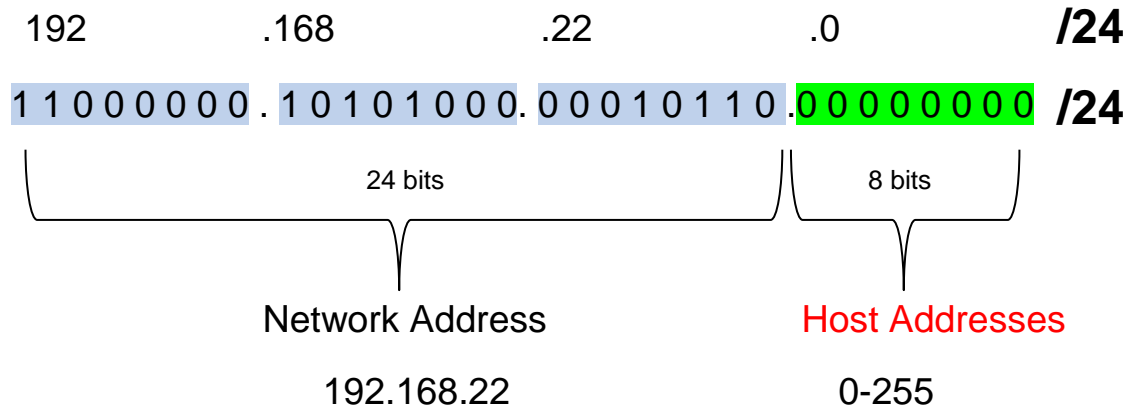 192 .168 .22 .0 /24
1 1 0 0 0 0 0 0 . 1 0 1 0 1 0 0 0. 0 0 0 1 0 1 1 0 .0 0 0 0 0 0 0 0 /24
24 bits 8 bits
Network Address Host Addresses
192.168.22 0-255